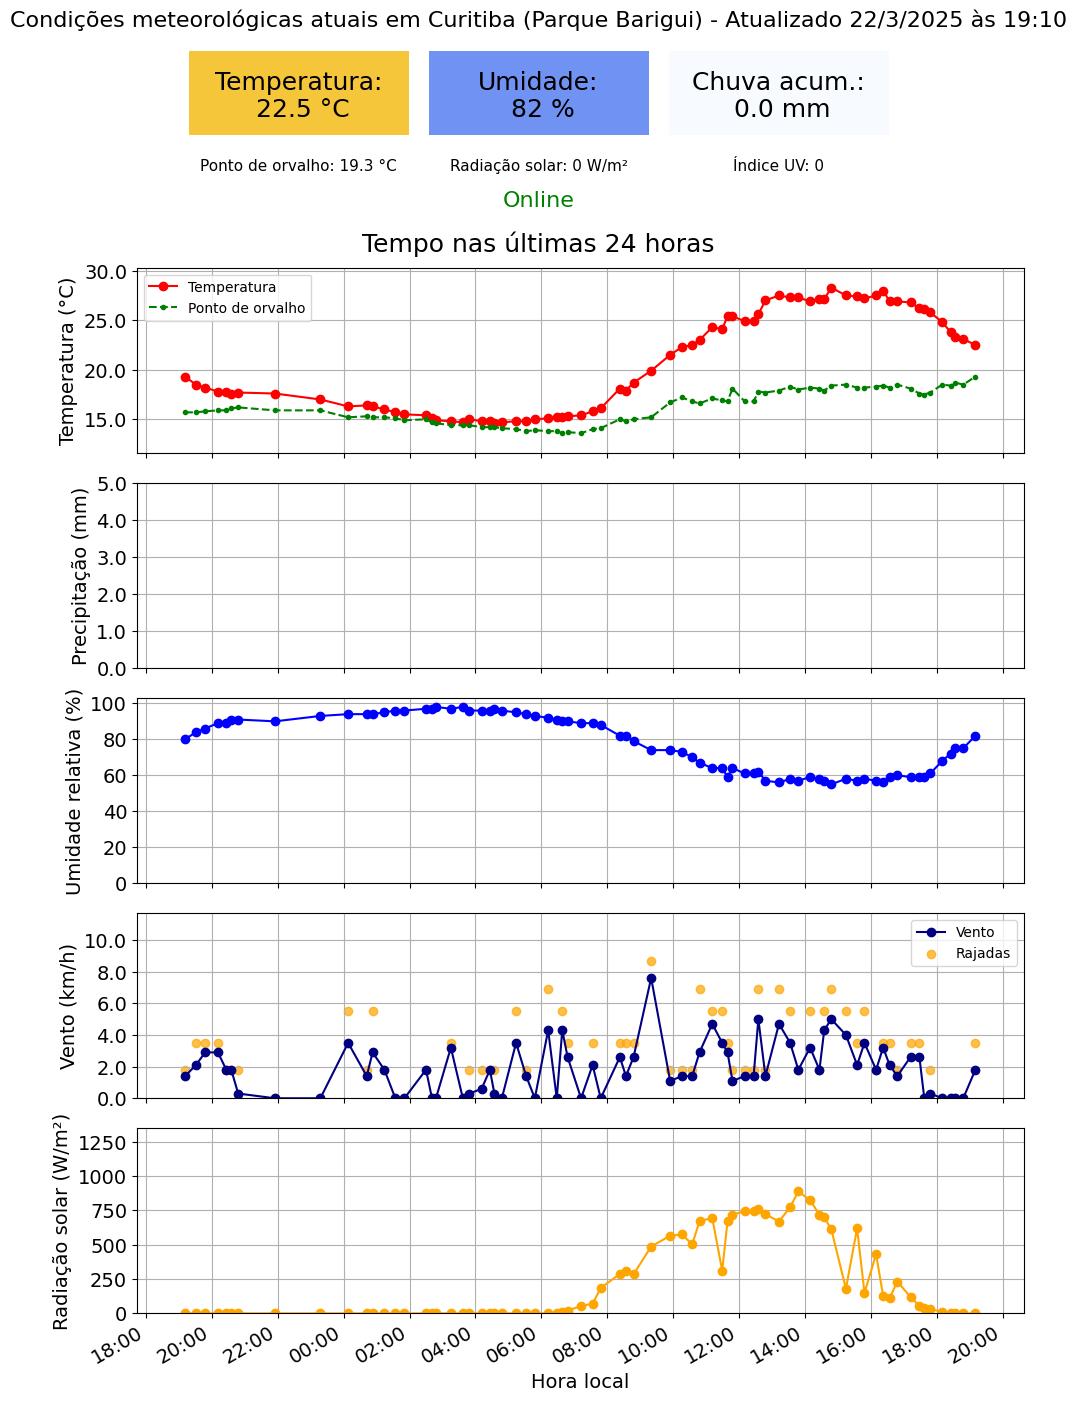 Condições meteorológicas atuais em Curitiba (Parque Barigui) - Atualizado 22/3/2025 às 19:10
Temperatura:
22.5 °C
Umidade:
82 %
Chuva acum.:
0.0 mm
Ponto de orvalho: 19.3 °C
Radiação solar: 0 W/m²
Índice UV: 0
Online
Tempo nas últimas 24 horas
Temperatura (°C)
30.0
25.0
20.0
15.0
Temperatura
Ponto de orvalho
Precipitação (mm)
5.0
4.0
3.0
2.0
1.0
0.0
Umidade relativa (%)
100
80
60
40
20
0
Vento (km/h)
10.0
8.0
6.0
4.0
2.0
0.0
Vento
Rajadas
Radiação solar (W/m²)
1250
1000
750
500
250
0
18:00
20:00
22:00
00:00
02:00
04:00
06:00
08:00
10:00
12:00
14:00
16:00
18:00
20:00
Hora local